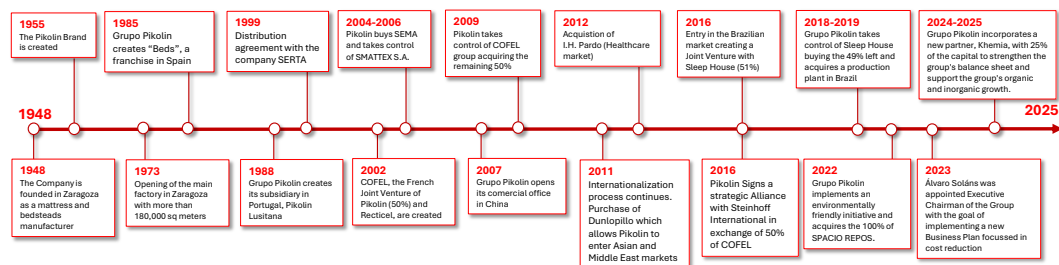 1955
The Pikolin Brand
is created
1985
Grupo Pikolin
creates “Beds”, a
franchise in Spain
1999
Distribution
agreement with the
company SERTA
2004-2006
Pikolin buys SEMA
and takes control
of SMATTEX S.A.
2009
Pikolin takes
control of COFEL
group acquiring the
remaining 50%
2012
Acquistion of
I.H. Pardo (Healthcare
market)
2016
Entry in the Brazilian
market creating a
Joint Venture with
Sleep House (51%)
2018-2019
Grupo Pikolin takes
control of Sleep House
buying the 49% left and
acquires a production
plant in Brazil
2024-2025
Grupo Pikolin incorporates a
new partner, Khemia, with 25%
of the capital to strengthen the
group’s balance sheet and
support the group’s organic
and inorganic growth.
1948
2025
1948
The Company is
founded in Zaragoza
as a mattress and
bedsteads
manufacturer
1973
Opening of the main
factory in Zaragoza
with more than
180,000 sq meters
1988
Grupo Pikolin creates
its subsidiary in
Portugal, Pikolin
Lusitana
2002
COFEL, the French
Joint Venture of
Pikolin (50%) and
Recticel, are created
2007
Grupo Pikolin opens
its comercial office
in China
2011
Internationalization
process continues.
Purchase of
Dunlopillo which
allows Pikolin to
enter Asian and
Middle East markets
2016
Pikolin Signs a
strategic Alliance
with Steinhoff
International in
exchange of 50%
of COFEL
2022
Grupo Pikolin
implements an
environmentally
friendly initiative and
acquires the 100% of
SPACIO REPOS.
2023
Álvaro Soláns was
appointed Executive
Chairman of the Group
with the goal of
implementing a new
Business Plan focussed in
cost reduction